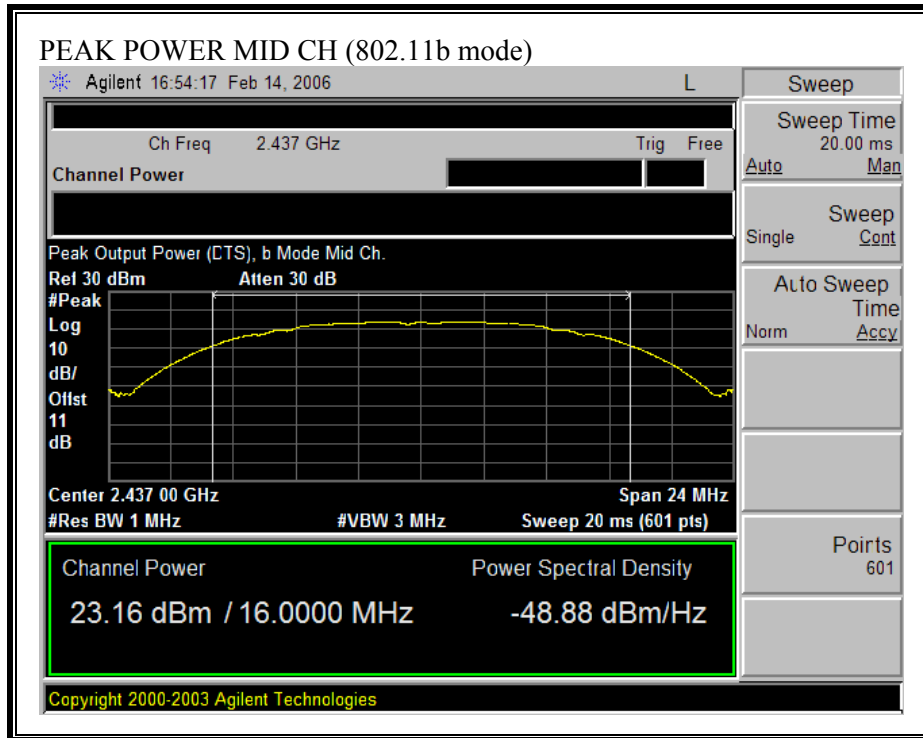 PEAK POWER MID CH (802.11b mode)
Agilent 16:54:17 Feb 14, 2006 L Sweep
Ch Freq 2.437 GHz Trig Free
Channel Power
Sweep Time
20.00 ms
Auto Man
Sweep
Single Cont
Peak Output Power (DTS), b Mode Mid Ch.
Ref 30 dBm Atten 30 dB
Auto Sweep
Time
Norm Accy
#Peak
Log
10
dB/
Offst
11
dB
Center 2.437 00 GHz Span 24 MHz
#Res BW 1 MHz #VBW 3 MHz Sweep 20 ms (601 pts)
Points
601
Channel Power Power Spectral Density
23.16 dBm / 16.0000 MHz -48.88 dBm/Hz
Copyright 2000-2003 Agilent Technologies